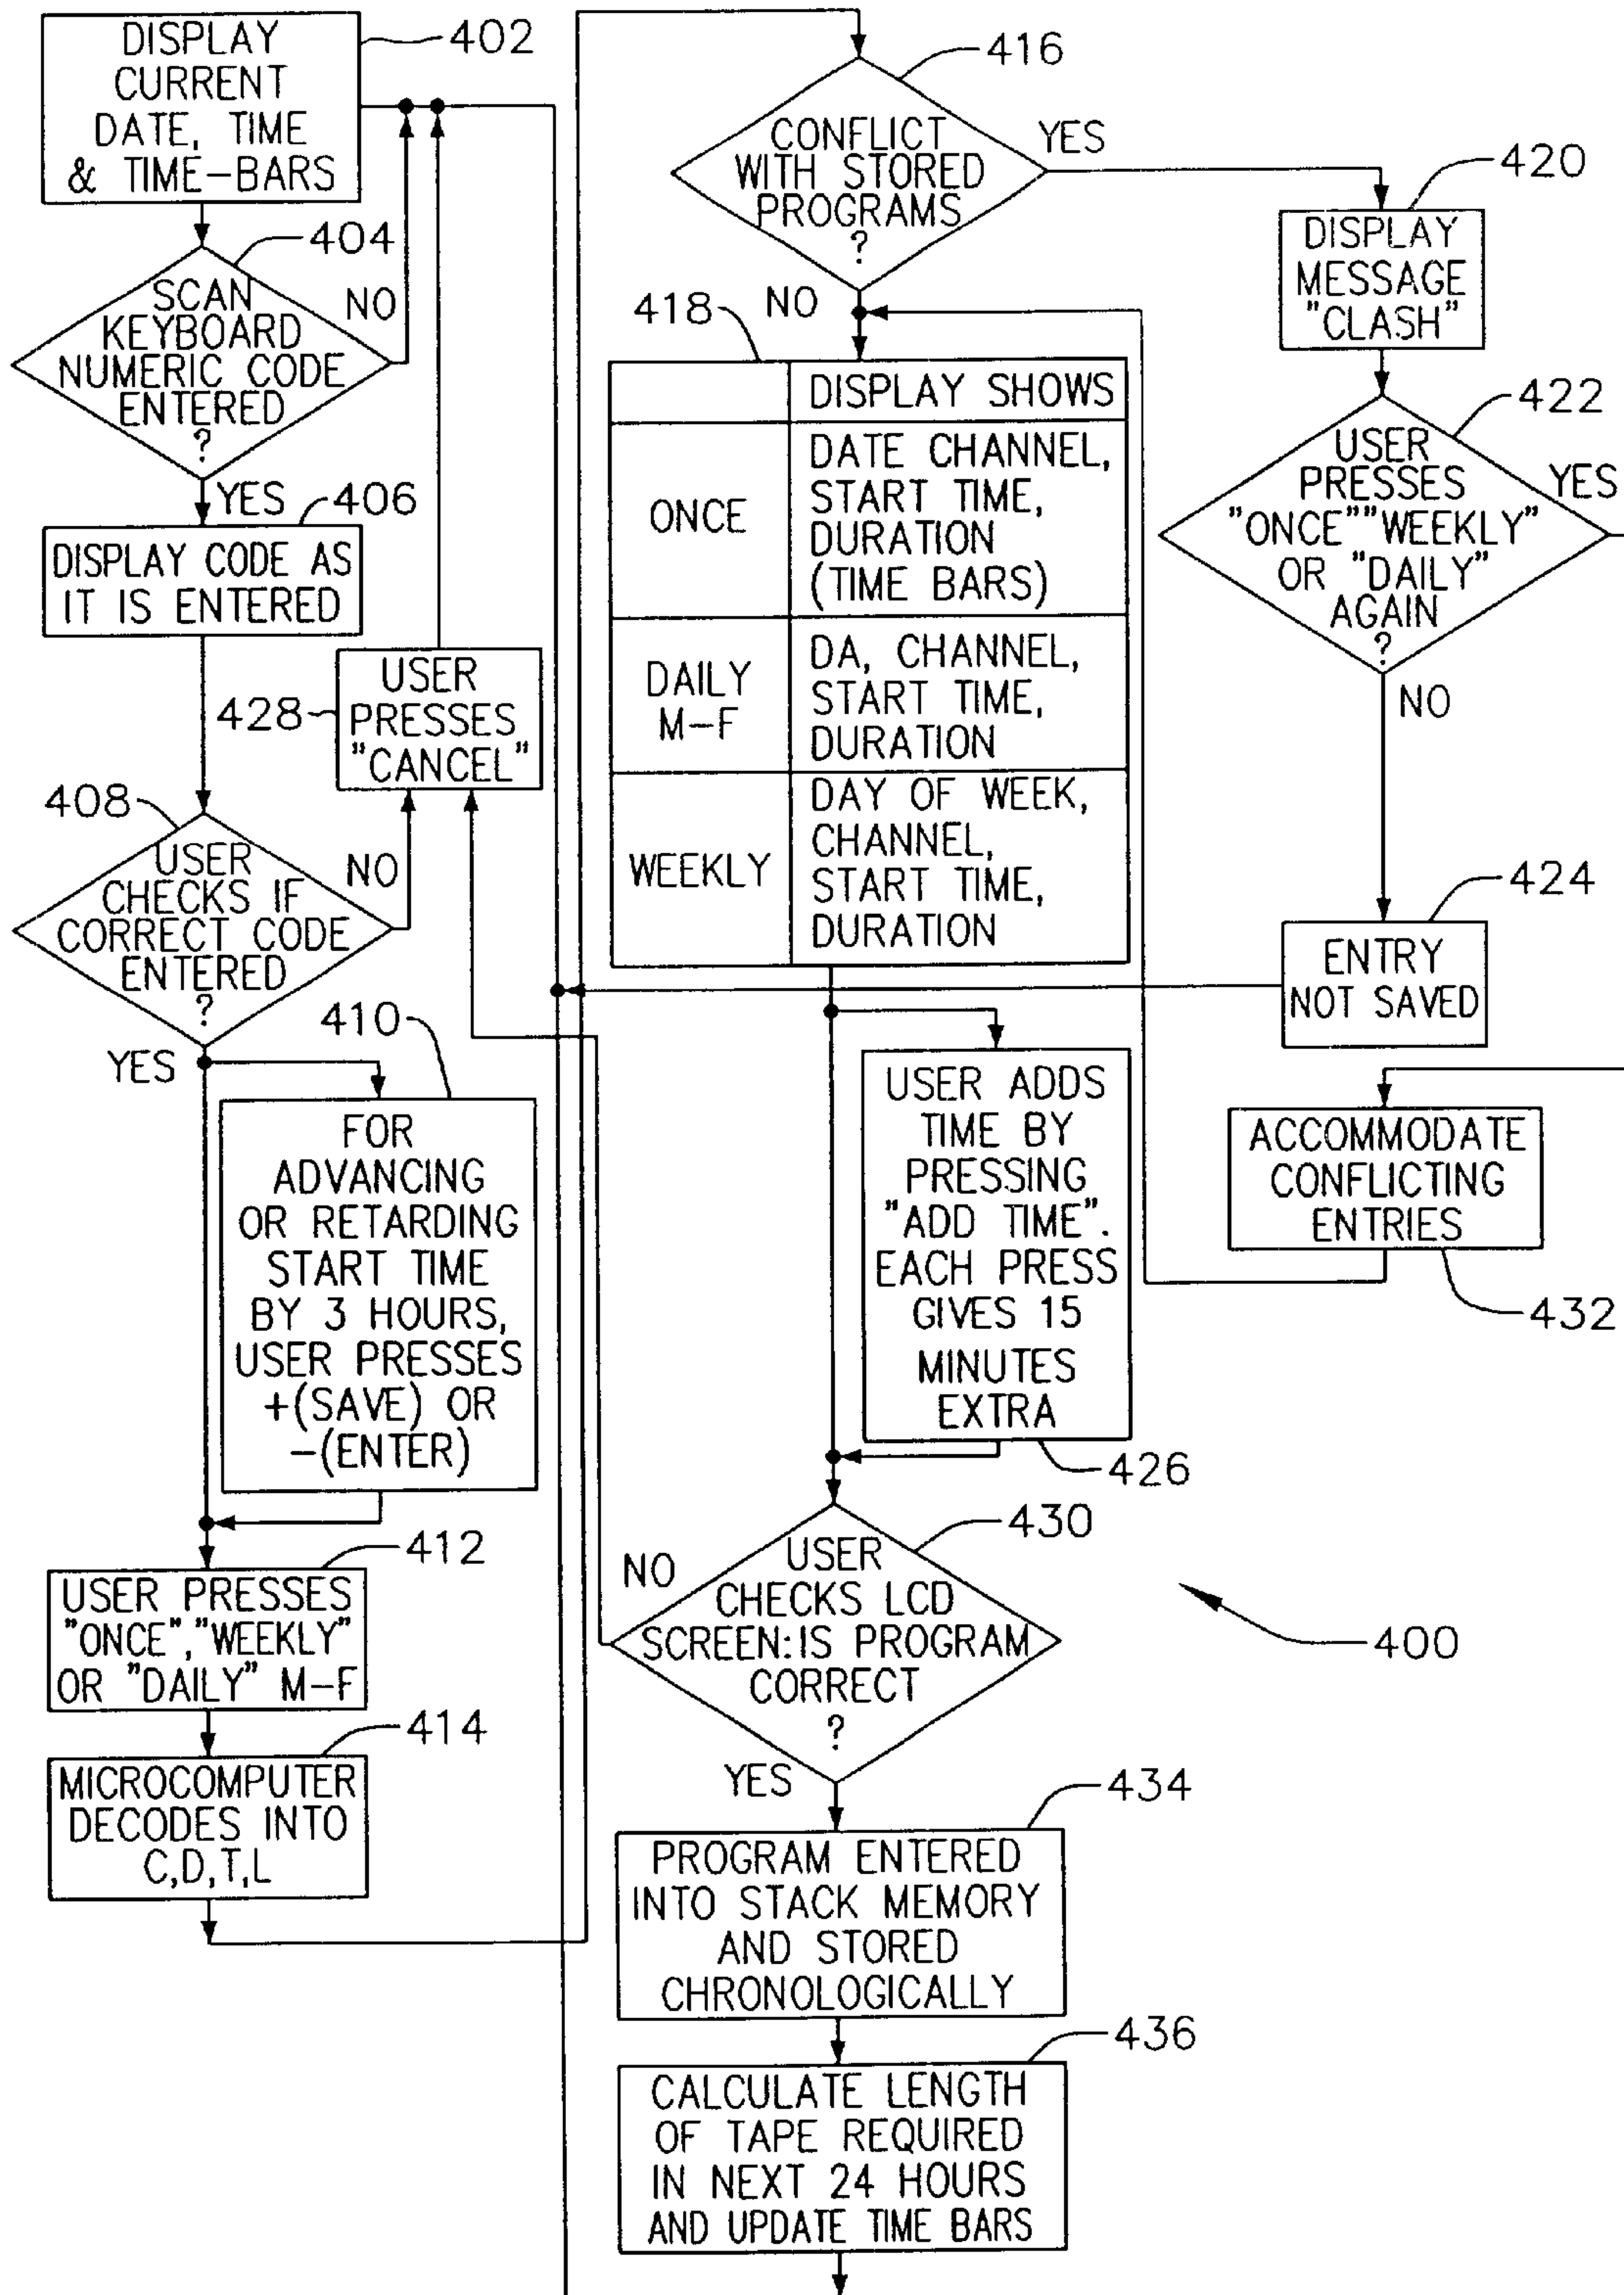 DISPLAY
CURRENT
DATE, TIME
& TIME-BARS
402
SCAN
KEYBOARD
NUMERIC CODE
ENTERED
?
404
NO
YES
406
DISPLAY CODE AS
IT IS ENTERED
USER
PRESSES
"CANCEL"
428
408
USER
CHECKS IF
CORRECT CODE
ENTERED
?
NO
YES
410
FOR
ADVANCING
OR RETARDING
START TIME
BY 3 HOURS,
USER PRESSES
+(SAVE) OR
-(ENTER)
412
USER PRESSES
"ONCE","WEEKLY"
OR "DAILY" M-F
414
MICROCOMPUTER
DECODES INTO
C,D,T,L
416
CONFLICT
WITH STORED
PROGRAMS
?
YES
NO
418
DISPLAY SHOWS
ONCE
DATE CHANNEL,
START TIME,
DURATION
(TIME BARS)
DAILY
M-F
DA, CHANNEL,
START TIME,
DURATION
WEEKLY
DAY OF WEEK,
CHANNEL,
START TIME,
DURATION
420
DISPLAY
MESSAGE
"CLASH"
422
USER
PRESSES
"ONCE""WEEKLY"
OR "DAILY"
AGAIN
?
YES
NO
424
ENTRY
NOT SAVED
USER ADDS
TIME BY
PRESSING
"ADD TIME".
EACH PRESS
GIVES 15
MINUTES
EXTRA
426
ACCOMMODATE
CONFLICTING
ENTRIES
432
430
USER
CHECKS LCD
SCREEN:IS PROGRAM
CORRECT
?
NO
YES
400
434
PROGRAM ENTERED
INTO STACK MEMORY
AND STORED
CHRONOLOGICALLY
436
CALCULATE LENGTH
OF TAPE REQUIRED
IN NEXT 24 HOURS
AND UPDATE TIME BARS